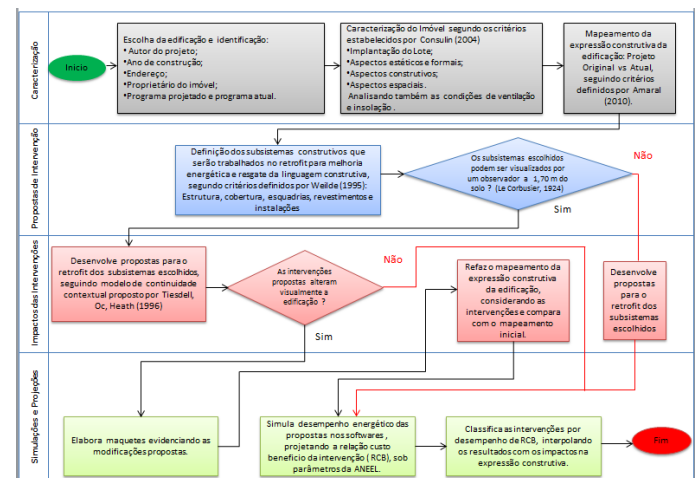 Caracterização
Início
Escolha da edificação e identificação:
•Autor do projeto;
•Ano de construção;
•Endereço;
•Proprietário do imóvel;
•Programa projetado e programa atual.
Caracterização do Imóvel segundo os critérios
estabelecidos por Consulin (2004)
•Implantação do Lote;
•Aspectos estéticos e formais;
•Aspectos construtivos;
•Aspectos espaciais.
Analisando também as condições de ventilação
e insolação .
Mapeamento da
expressão construtiva da
edificação: Projeto
Original vs Atual,
seguindo critérios
definidos por Amaral
(2010).
Propostas de Intervenção
Definição dos subsistemas construtivos que
serão trabalhados no retrofit para melhoria
energética e resgate da linguagem construtiva,
segundo critérios definidos por Weilde (1995):
Estrutura, cobertura, esquadrias, revestimentos e
instalações
Os subsistemas escolhidos
podem ser visualizados por
um observador a 1,70 m do
solo ? (Le Corbusier, 1924)
Não
Sim
Impactos das Intervenções
Desenvolve propostas para o
retrofit dos subsistemas escolhidos,
seguindo modelo de continuidade
contextual proposto por Tiesdell,
Oc, Heath (1996)
As intervenções
propostas alteram
visualmente a
edificação ?
Não
Sim
Refaz o mapeamento da
expressão construtiva
da edificação,
considerando as
intervenções e compara
com o mapeamento
inicial.
Desenvolve
propostas
para o
retrofit dos
subsistemas
escolhidos
Simulações e Projeções
Elabora maquetes evidenciando as
modificações propostas.
Simula desempenho energético das
propostas nos softwares ,
projetando a relação custo
benefício da intervenção ( RCB), sob
parâmetros da ANEEL.
Classifica as intervenções por
desempenho de RCB, interpolando
os resultados com os impactos na
expressão construtiva.
Fim